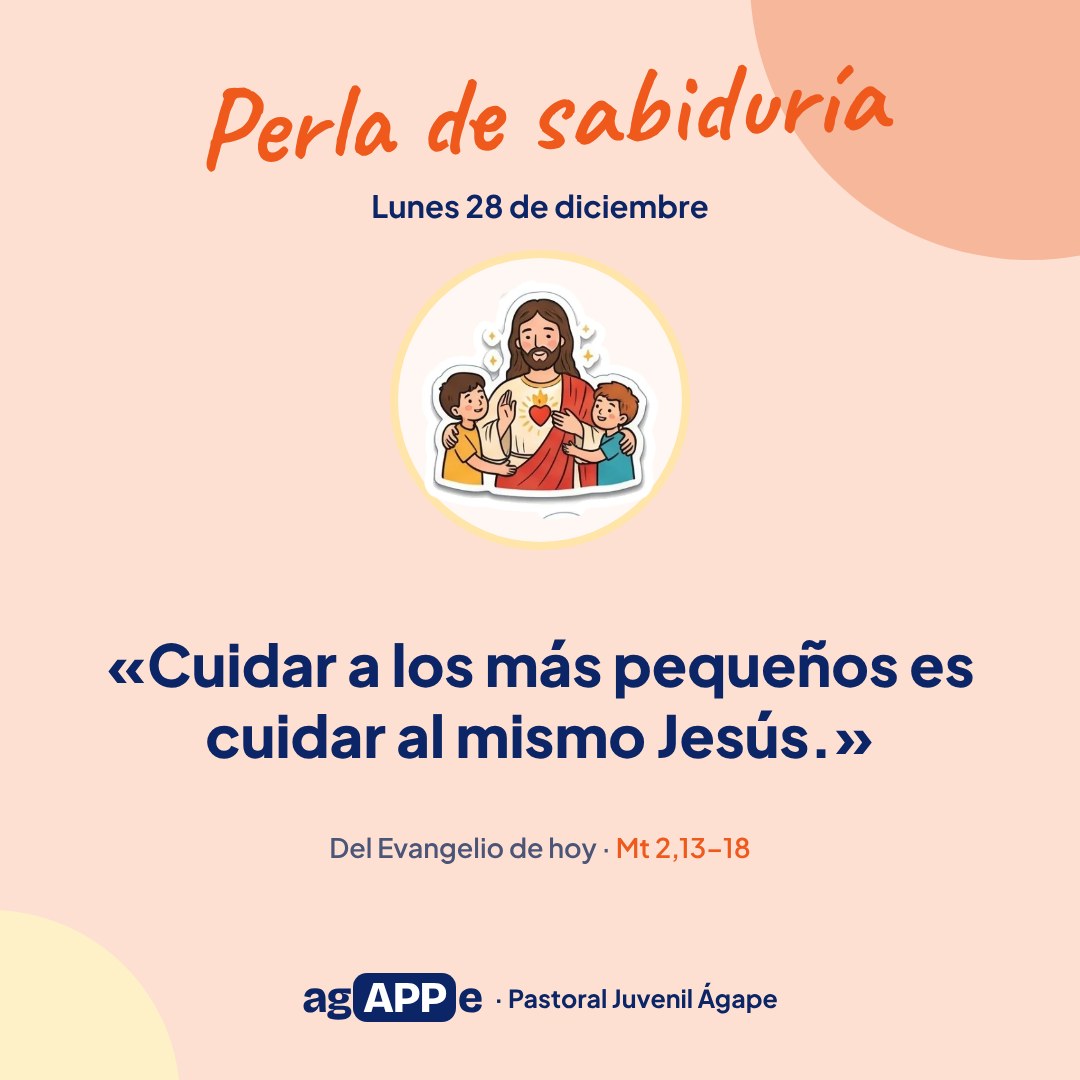 Perla de sabiduría
Lunes 28 de diciembre
«Cuidar a los más pequeños es
cuidar al mismo Jesús.»
Del Evangelio de hoy · Mt 2,13–18
agAPPe · Pastoral Juvenil Ágape